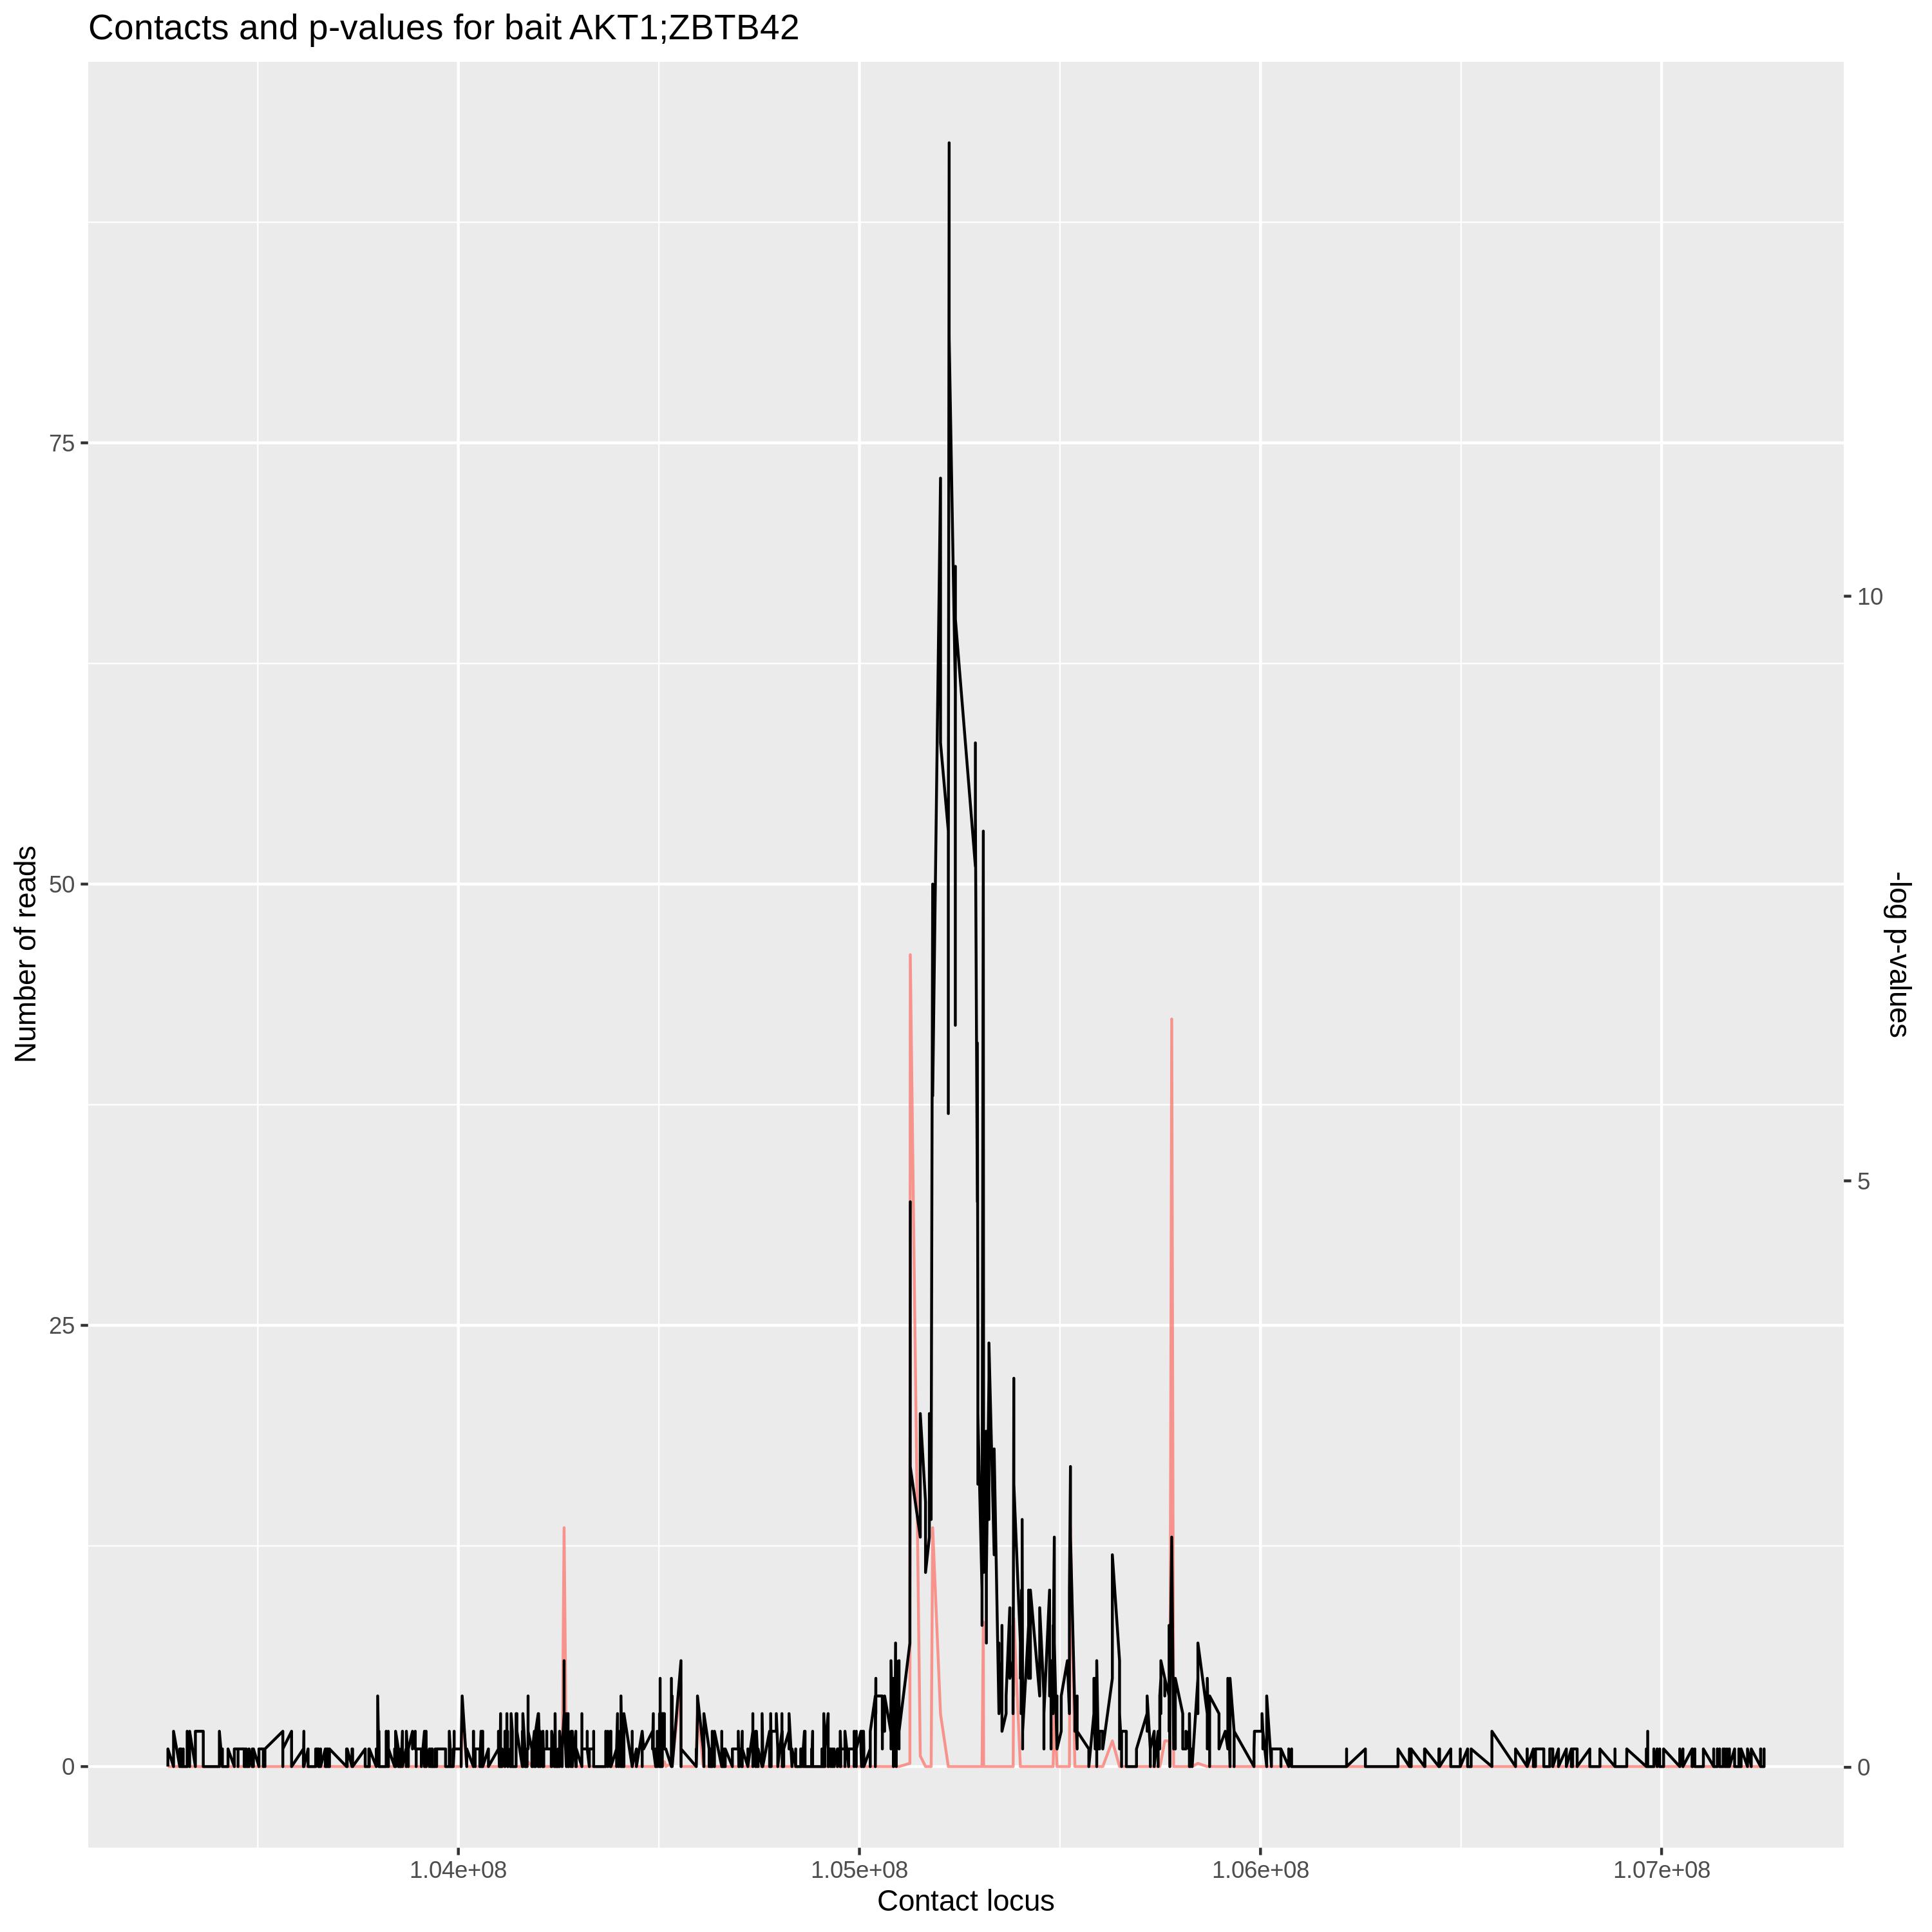 Contacts and p-values for bait AKT1;ZBTB42
Number of reads
75
50
25
0
10
5
0
-log p-values
1.04e+08 1.05e+08 1.06e+08 1.07e+08
Contact locus